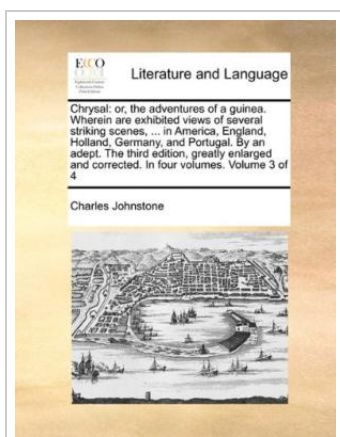 ECCO
Literature and Language
Chrysal: or, the adventures of a guinea.
Wherein are exhibited views of several
striking scenes, ... in America, England,
Holland, Germany, and Portugal. By an
adept. The third edition, greatly enlarged
and corrected. In four volumes. Volume 3 of
4
Charles Johnstone